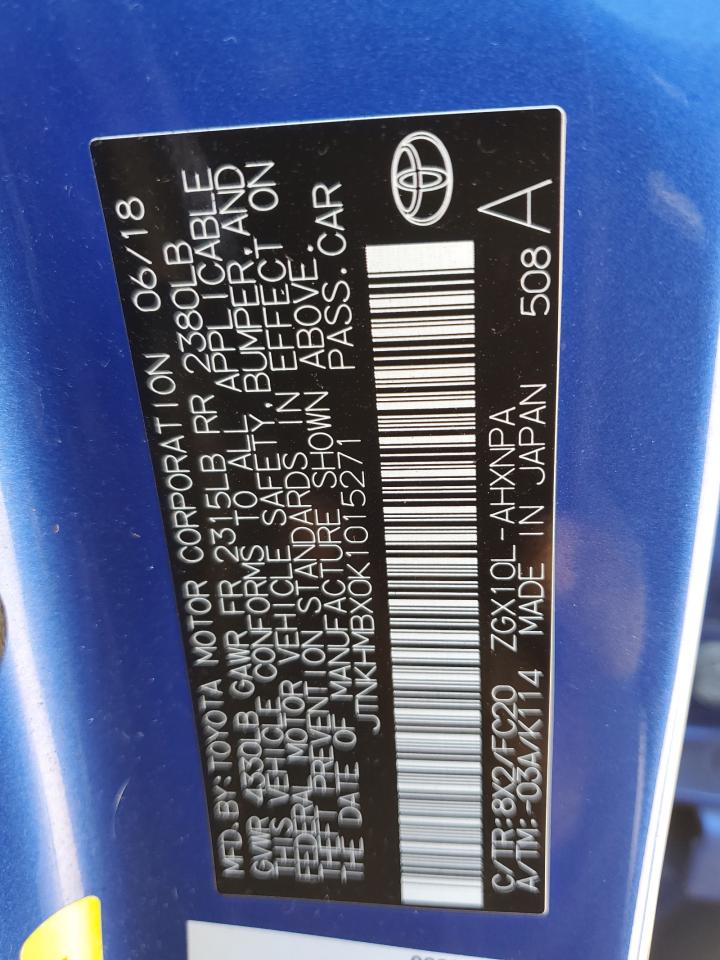 MFD.BY:TOYOTA MOTOR CORPORATION 06/18
GVWR 4330LB GAWR FR 2315LB RR 2380LB
THIS VEHICLE CONFORMS TO ALL APPLICABLE
FEDERAL MOTOR VEHICLE SAFETY, BUMPER, AND
THEFT PREVENTION STANDARDS IN EFFECT ON
THE DATE OF MANUFACTURE SHOWN ABOVE.
JTNKHMBX0K1015271 PASS.CAR
C/TR:8X2/FC20 ZGX10L-AHXNPA
A/TM:-03A/K114 MADE IN JAPAN 508 A